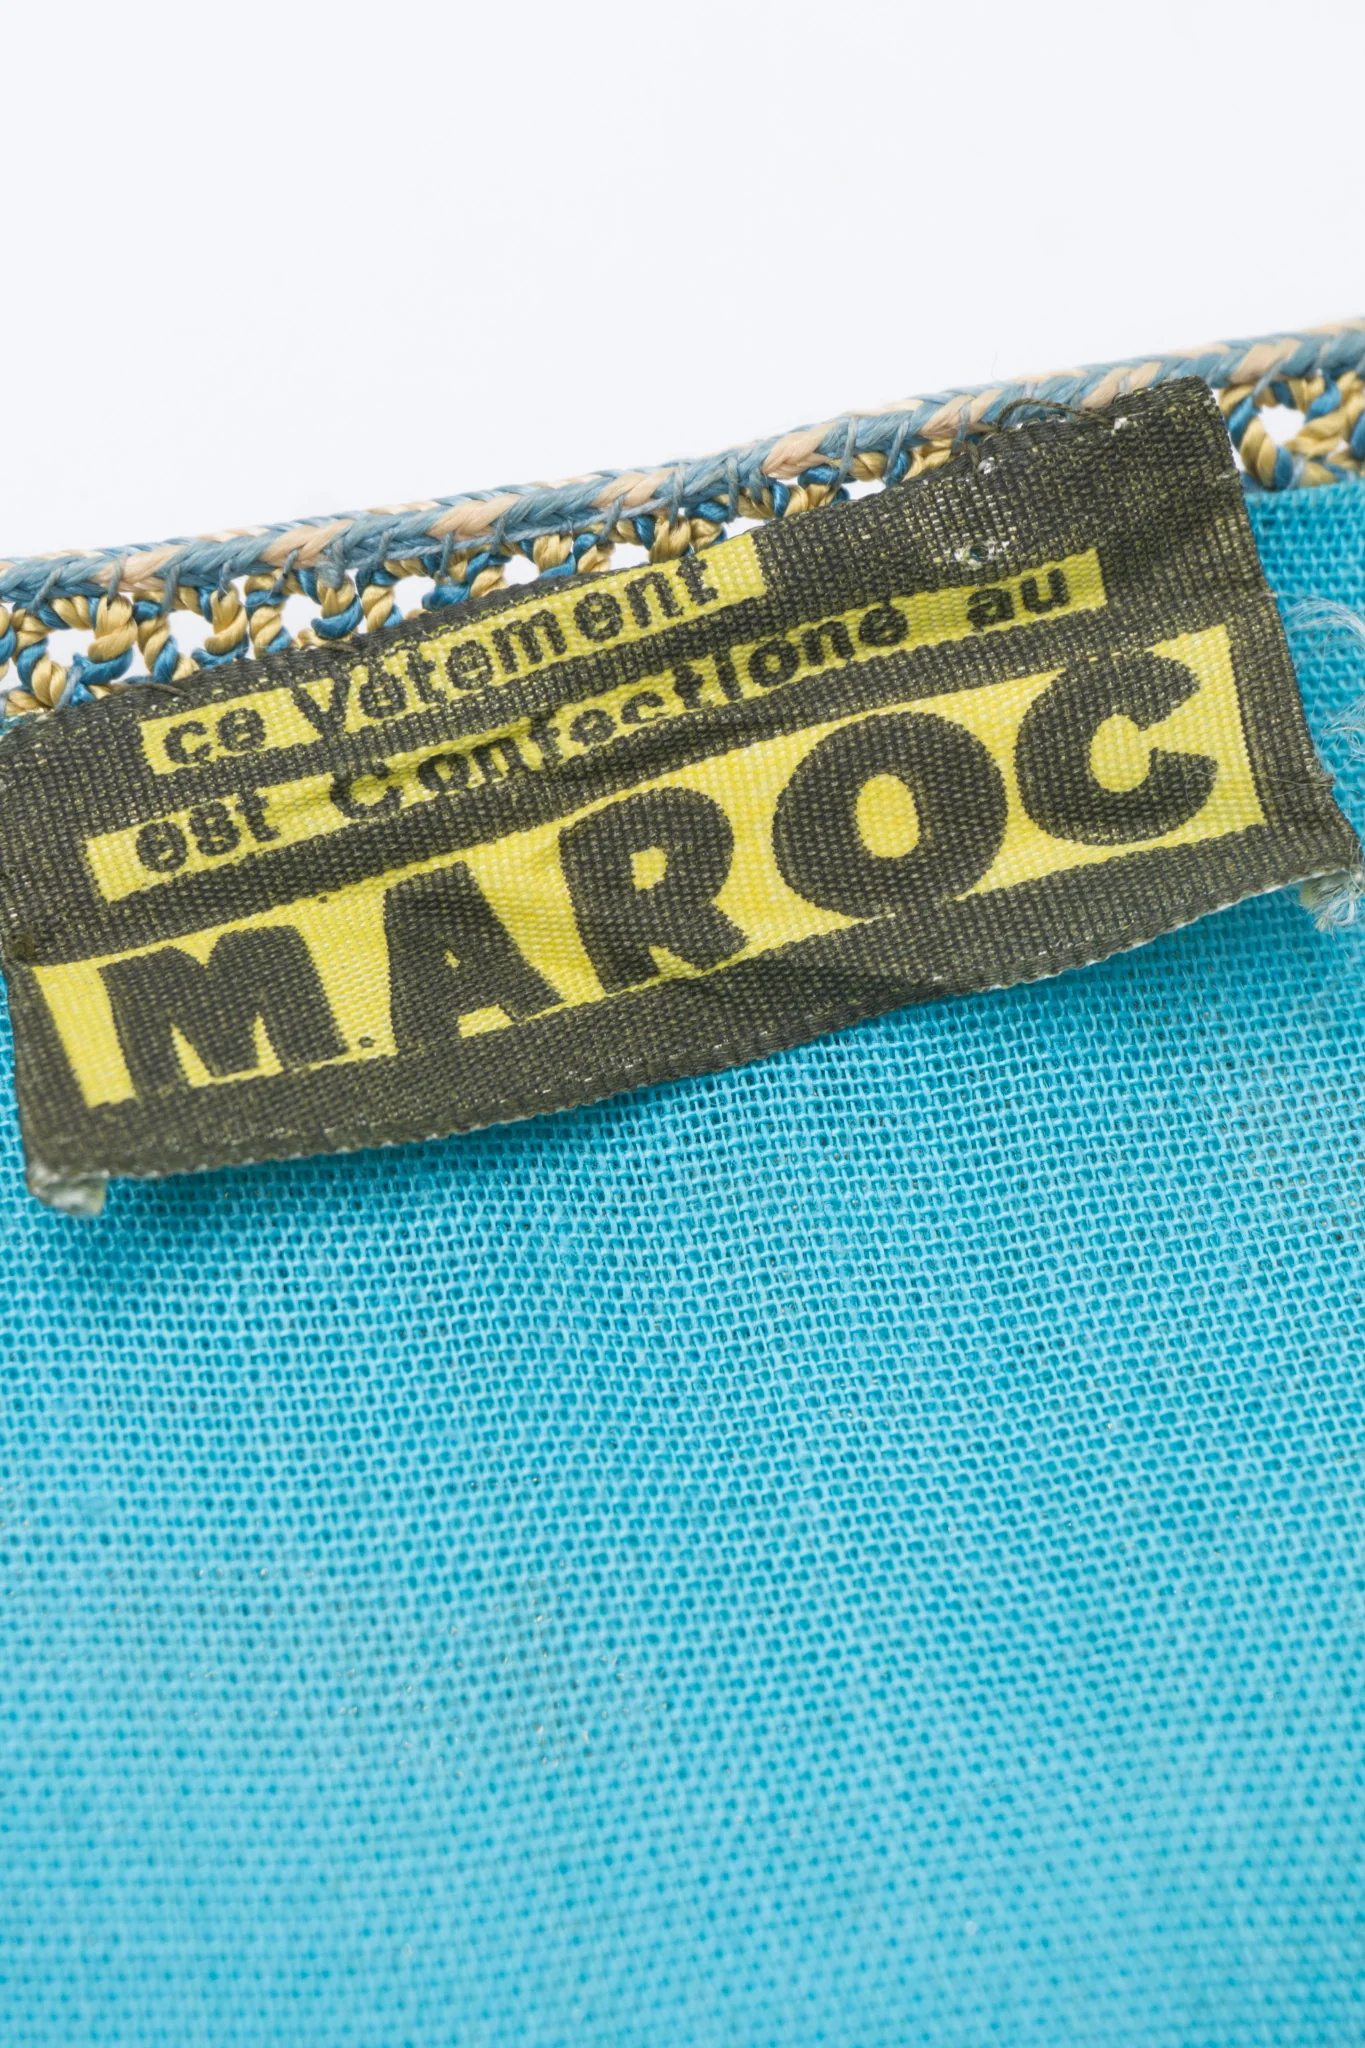 ce Vêtement
est Confectioné au
MAROC